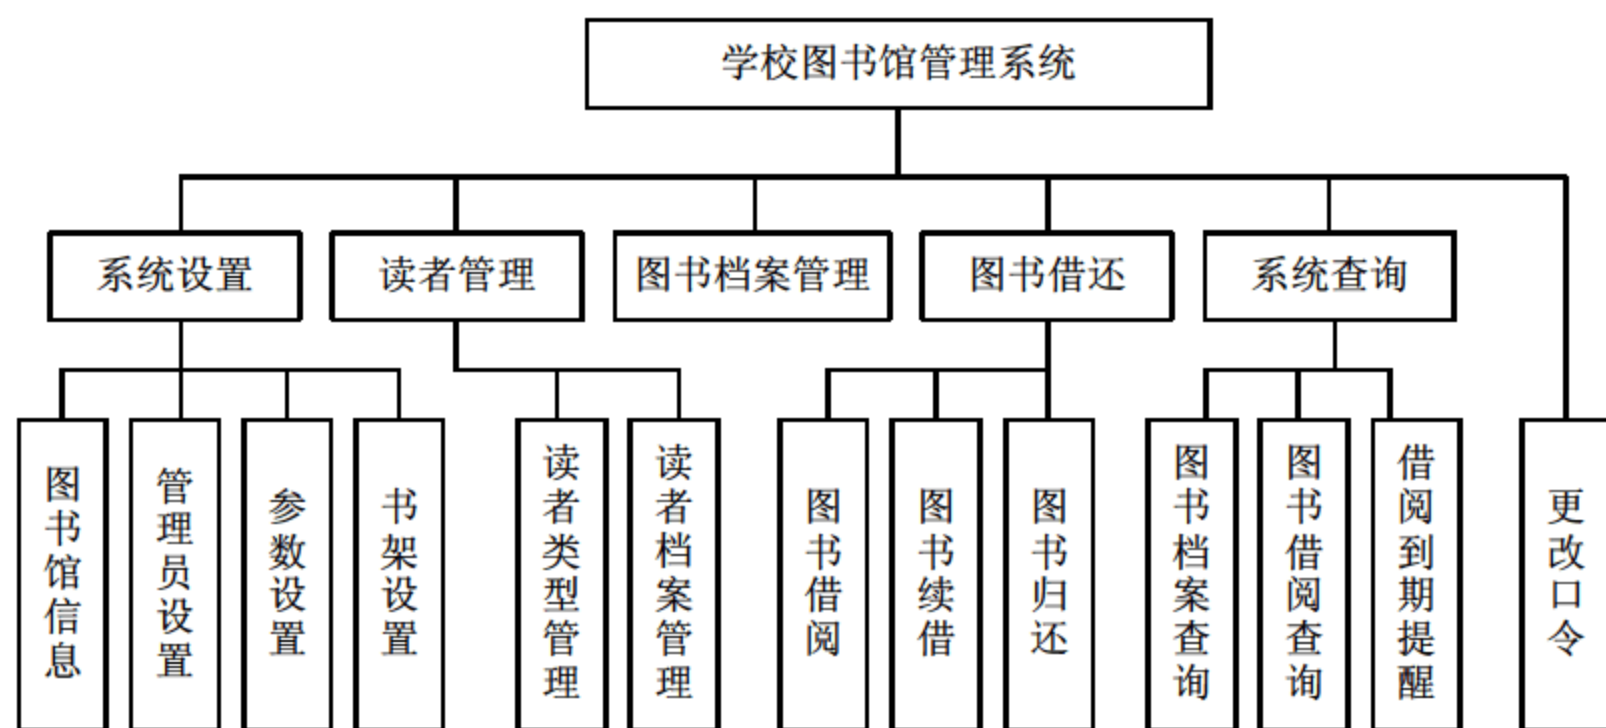 学校图书馆管理系统
系统设置
读者管理
图书档案管理
图书借还
系统查询
图书馆信息
管理员设置
参数设置
书架设置
读者类型管理
读者档案管理
图书借阅
图书续借
图书归还
图书档案查询
图书借阅查询
借阅到期提醒
更改口令